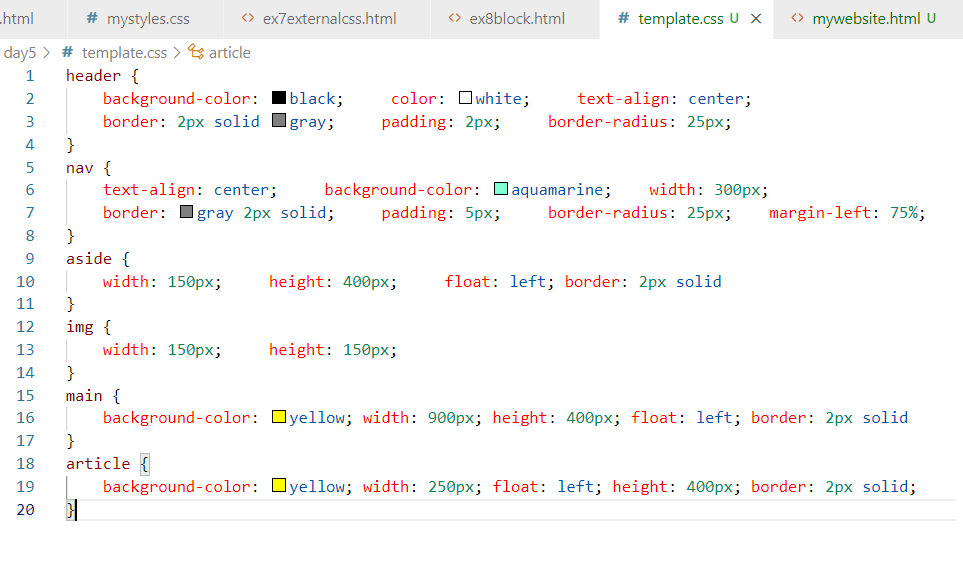 .html # mystyles.css <> ex7externalcss.html <> ex8block.html # template.css U × <> mywebsite.html U
day5 > # template.css > article
1 header {
2 background-color: black; color: white; text-align: center;
3 border: 2px solid gray; padding: 2px; border-radius: 25px;
4 }
5 nav {
6 text-align: center; background-color: aquamarine; width: 300px;
7 border: gray 2px solid; padding: 5px; border-radius: 25px; margin-left: 75%;
8 }
9 aside {
10 width: 150px; height: 400px; float: left; border: 2px solid
11 }
12 img {
13 width: 150px; height: 150px;
14 }
15 main {
16 background-color: yellow; width: 900px; height: 400px; float: left; border: 2px solid
17 }
18 article {
19 background-color: yellow; width: 250px; float: left; height: 400px; border: 2px solid;
20 }